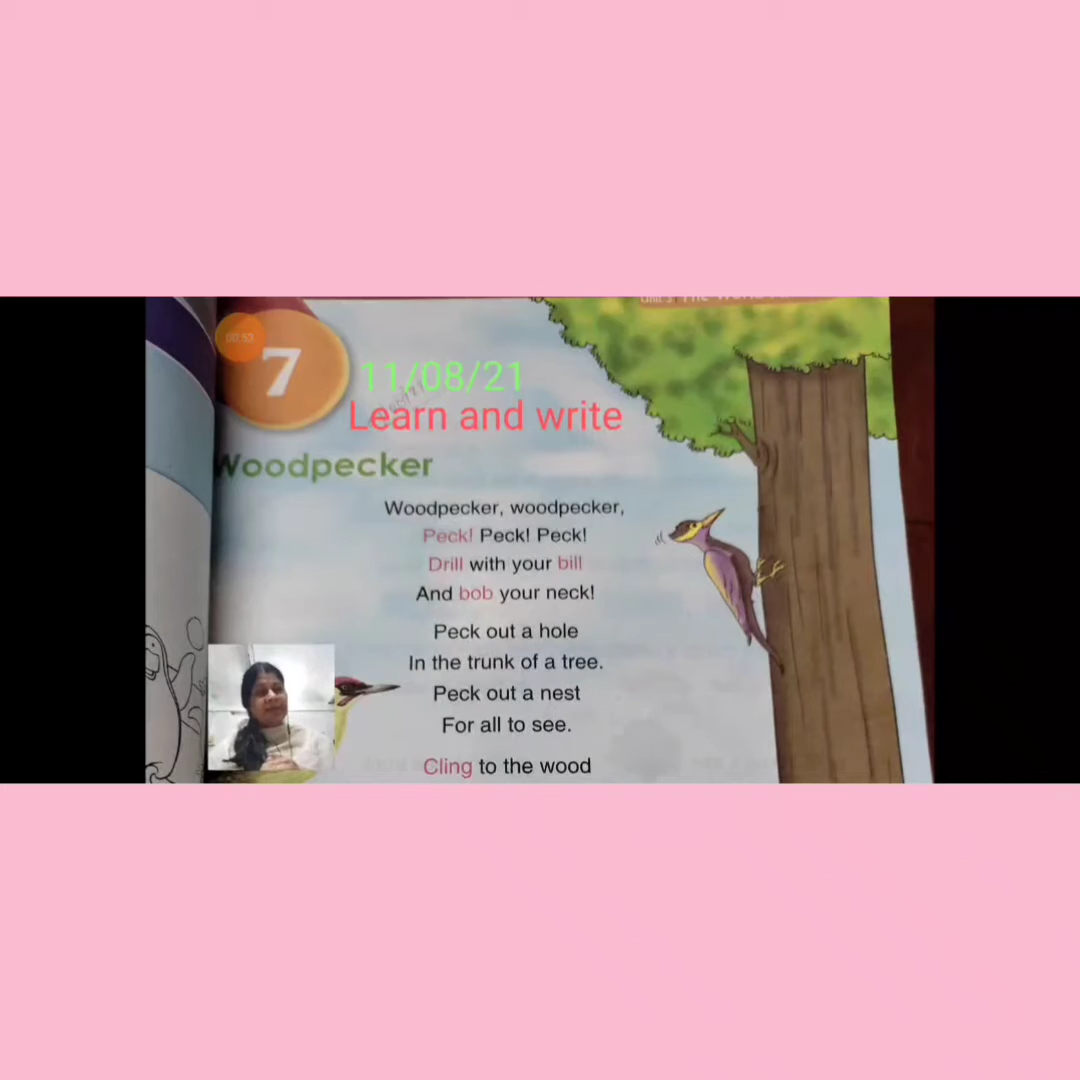 7
11/08/21
Learn and write
Woodpecker
Woodpecker, woodpecker,
Peck! Peck! Peck!
Drill with your bill
And bob your neck!
Peck out a hole
In the trunk of a tree.
Peck out a nest
For all to see.
Cling to the wood